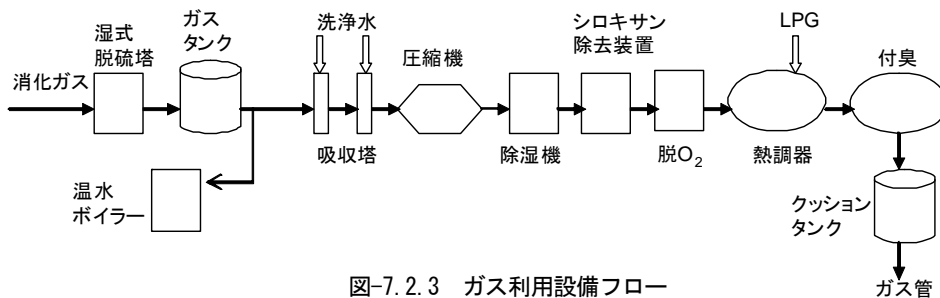 ガス
タンク
洗浄水
シロキサン
除去装置
LPG
湿式
脱硫塔
圧縮機
付臭
消化ガス
吸収塔
除湿機
脱O₂
熱調器
温水
ボイラー
クッション
タンク
ガス管
図-7.2.3 ガス利用設備フロー